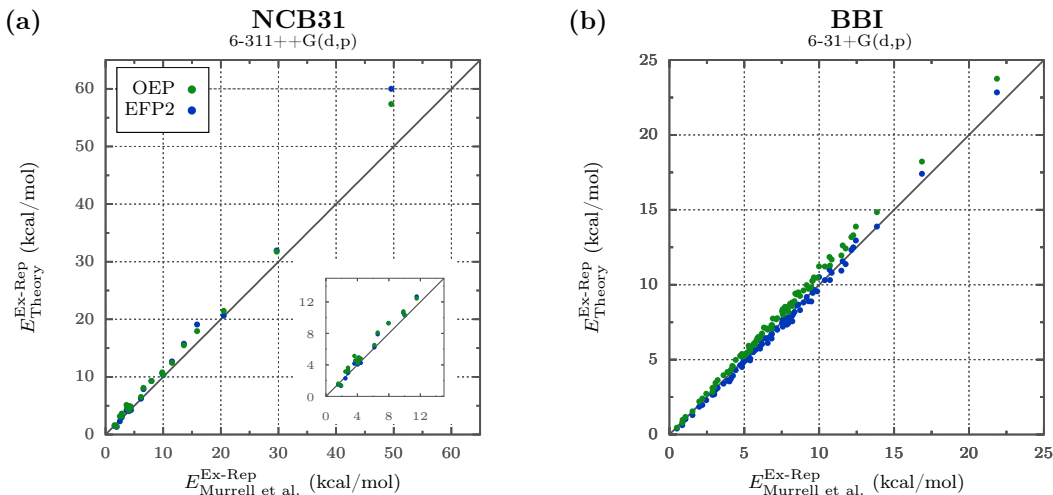 (a)
NCB31
6-311++G(d,p)
OEP
EFP2
60
50
40
30
20
10
0
0 10 20 30 40 50 60
12
8
4
0
0 4 8 12
E^Ex-Rep_Theory (kcal/mol)
E^Ex-Rep_Murrell et al. (kcal/mol)
(b)
BBI
6-31+G(d,p)
25
20
15
10
5
0
0 5 10 15 20 25
E^Ex-Rep_Theory (kcal/mol)
E^Ex-Rep_Murrell et al. (kcal/mol)